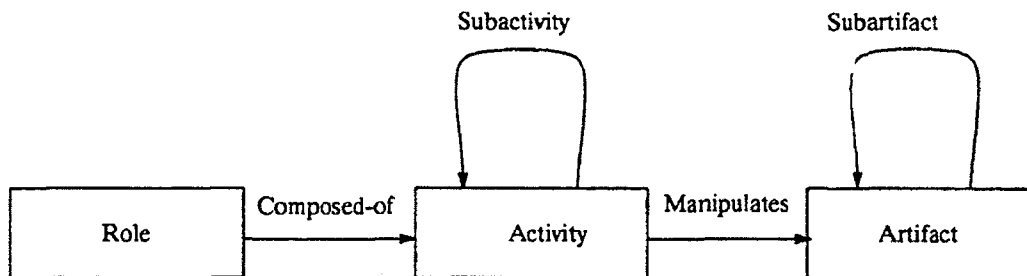 Subactivity
Subartifact
Role
Composed-of
Activity
Manipulates
Artifact